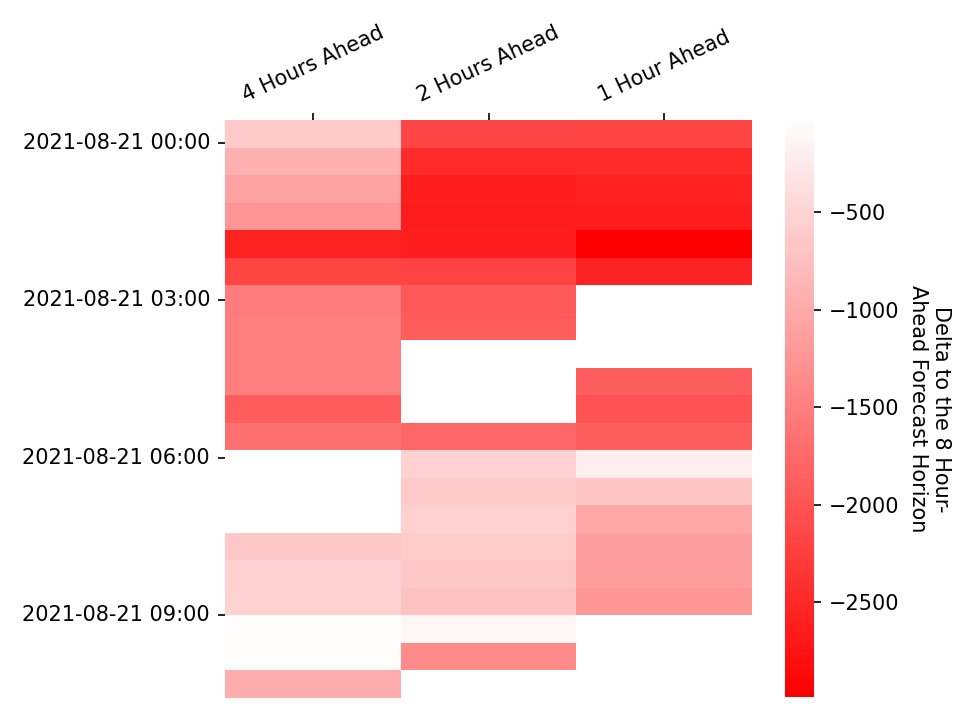 4 Hours Ahead
2 Hours Ahead
1 Hour Ahead
2021-08-21 00:00
2021-08-21 03:00
2021-08-21 06:00
2021-08-21 09:00
−500
−1000
−1500
−2000
−2500
Delta to the 8 Hour-
Ahead Forecast Horizon